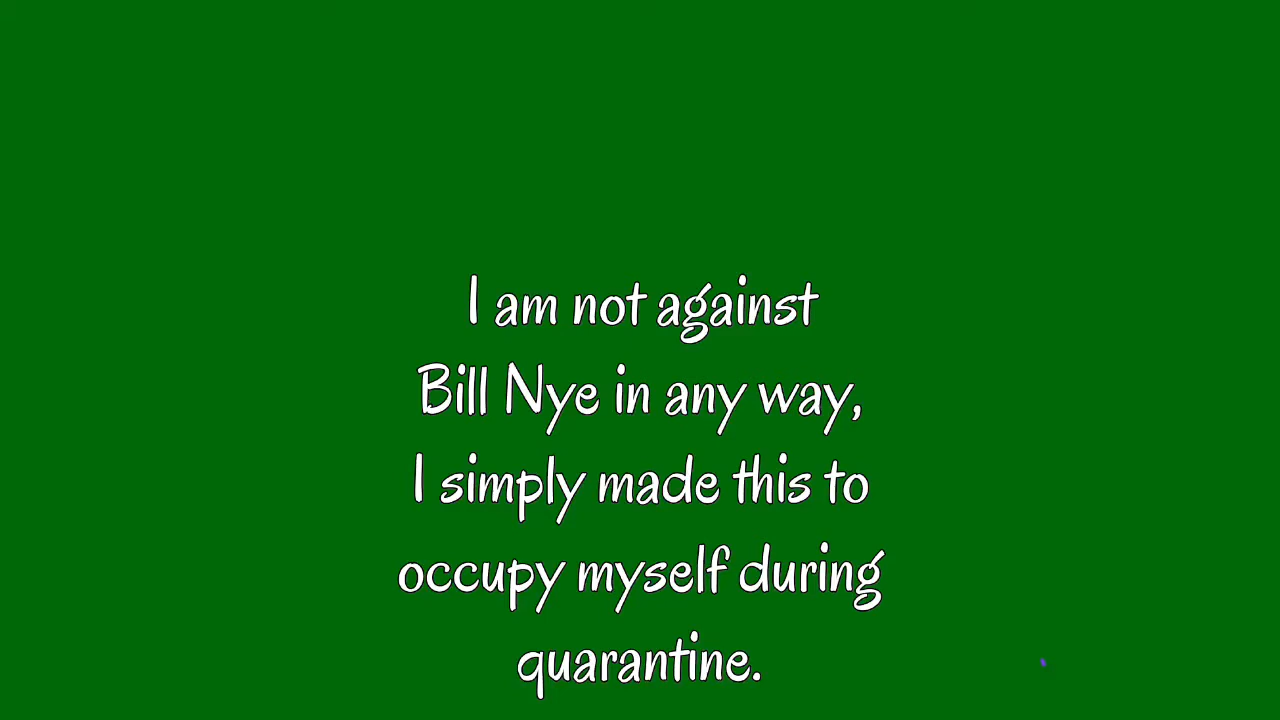 I am not against
Bill Nye in any way,
I simply made this to
occupy myself during
quarantine.